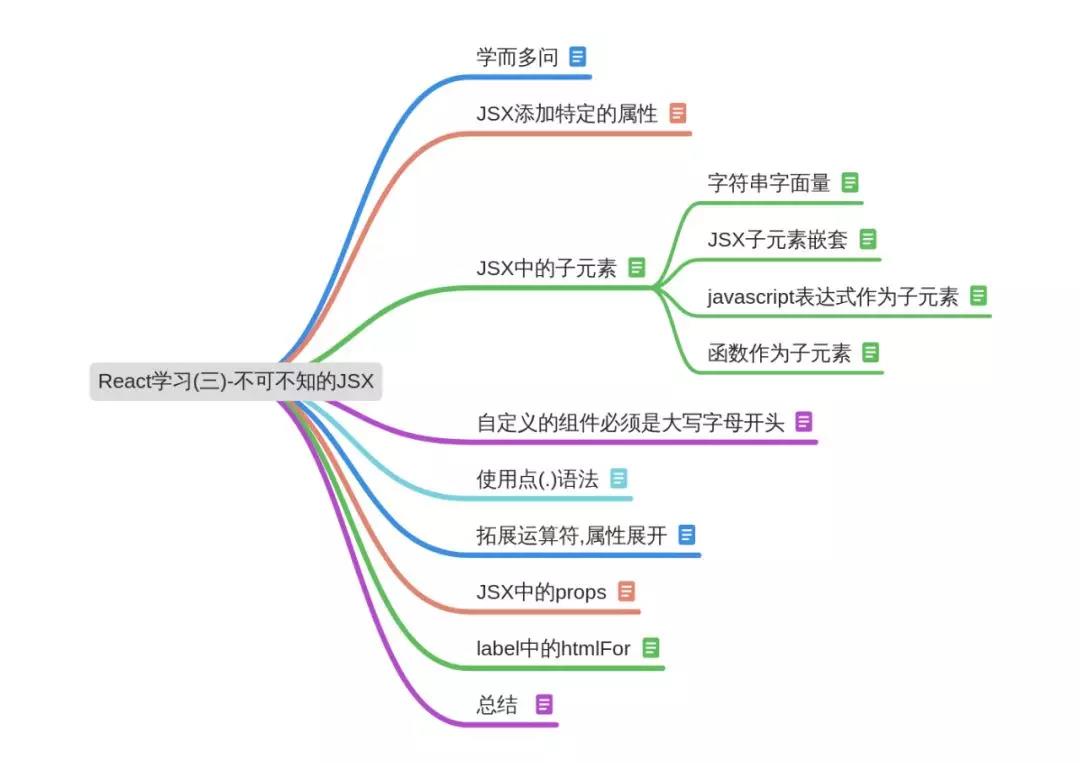 学而多问
JSX添加特定的属性
字符串字面量
JSX子元素嵌套
JSX中的子元素
javascript表达式作为子元素
函数作为子元素
React学习(三)-不可不知的JSX
自定义的组件必须是大写字母开头
使用点(.)语法
拓展运算符,属性展开
JSX中的props
label中的htmlFor
总结